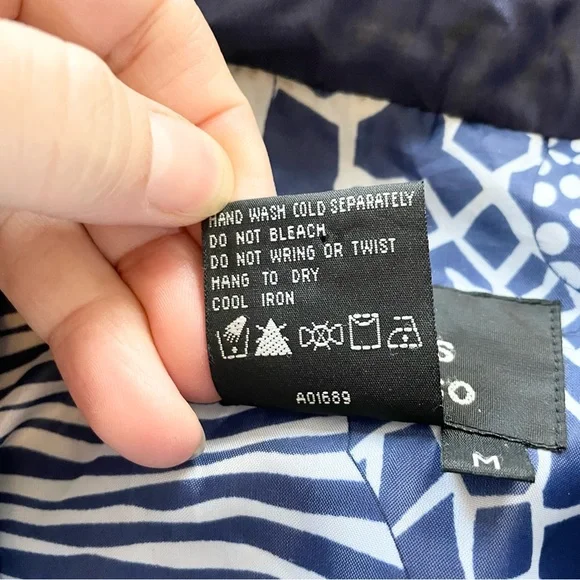 HAND WASH COLD SEPARATELY
DO NOT BLEACH
DO NOT WRING OR TWIST
HANG TO DRY
COOL IRON
A01689
S
O
M